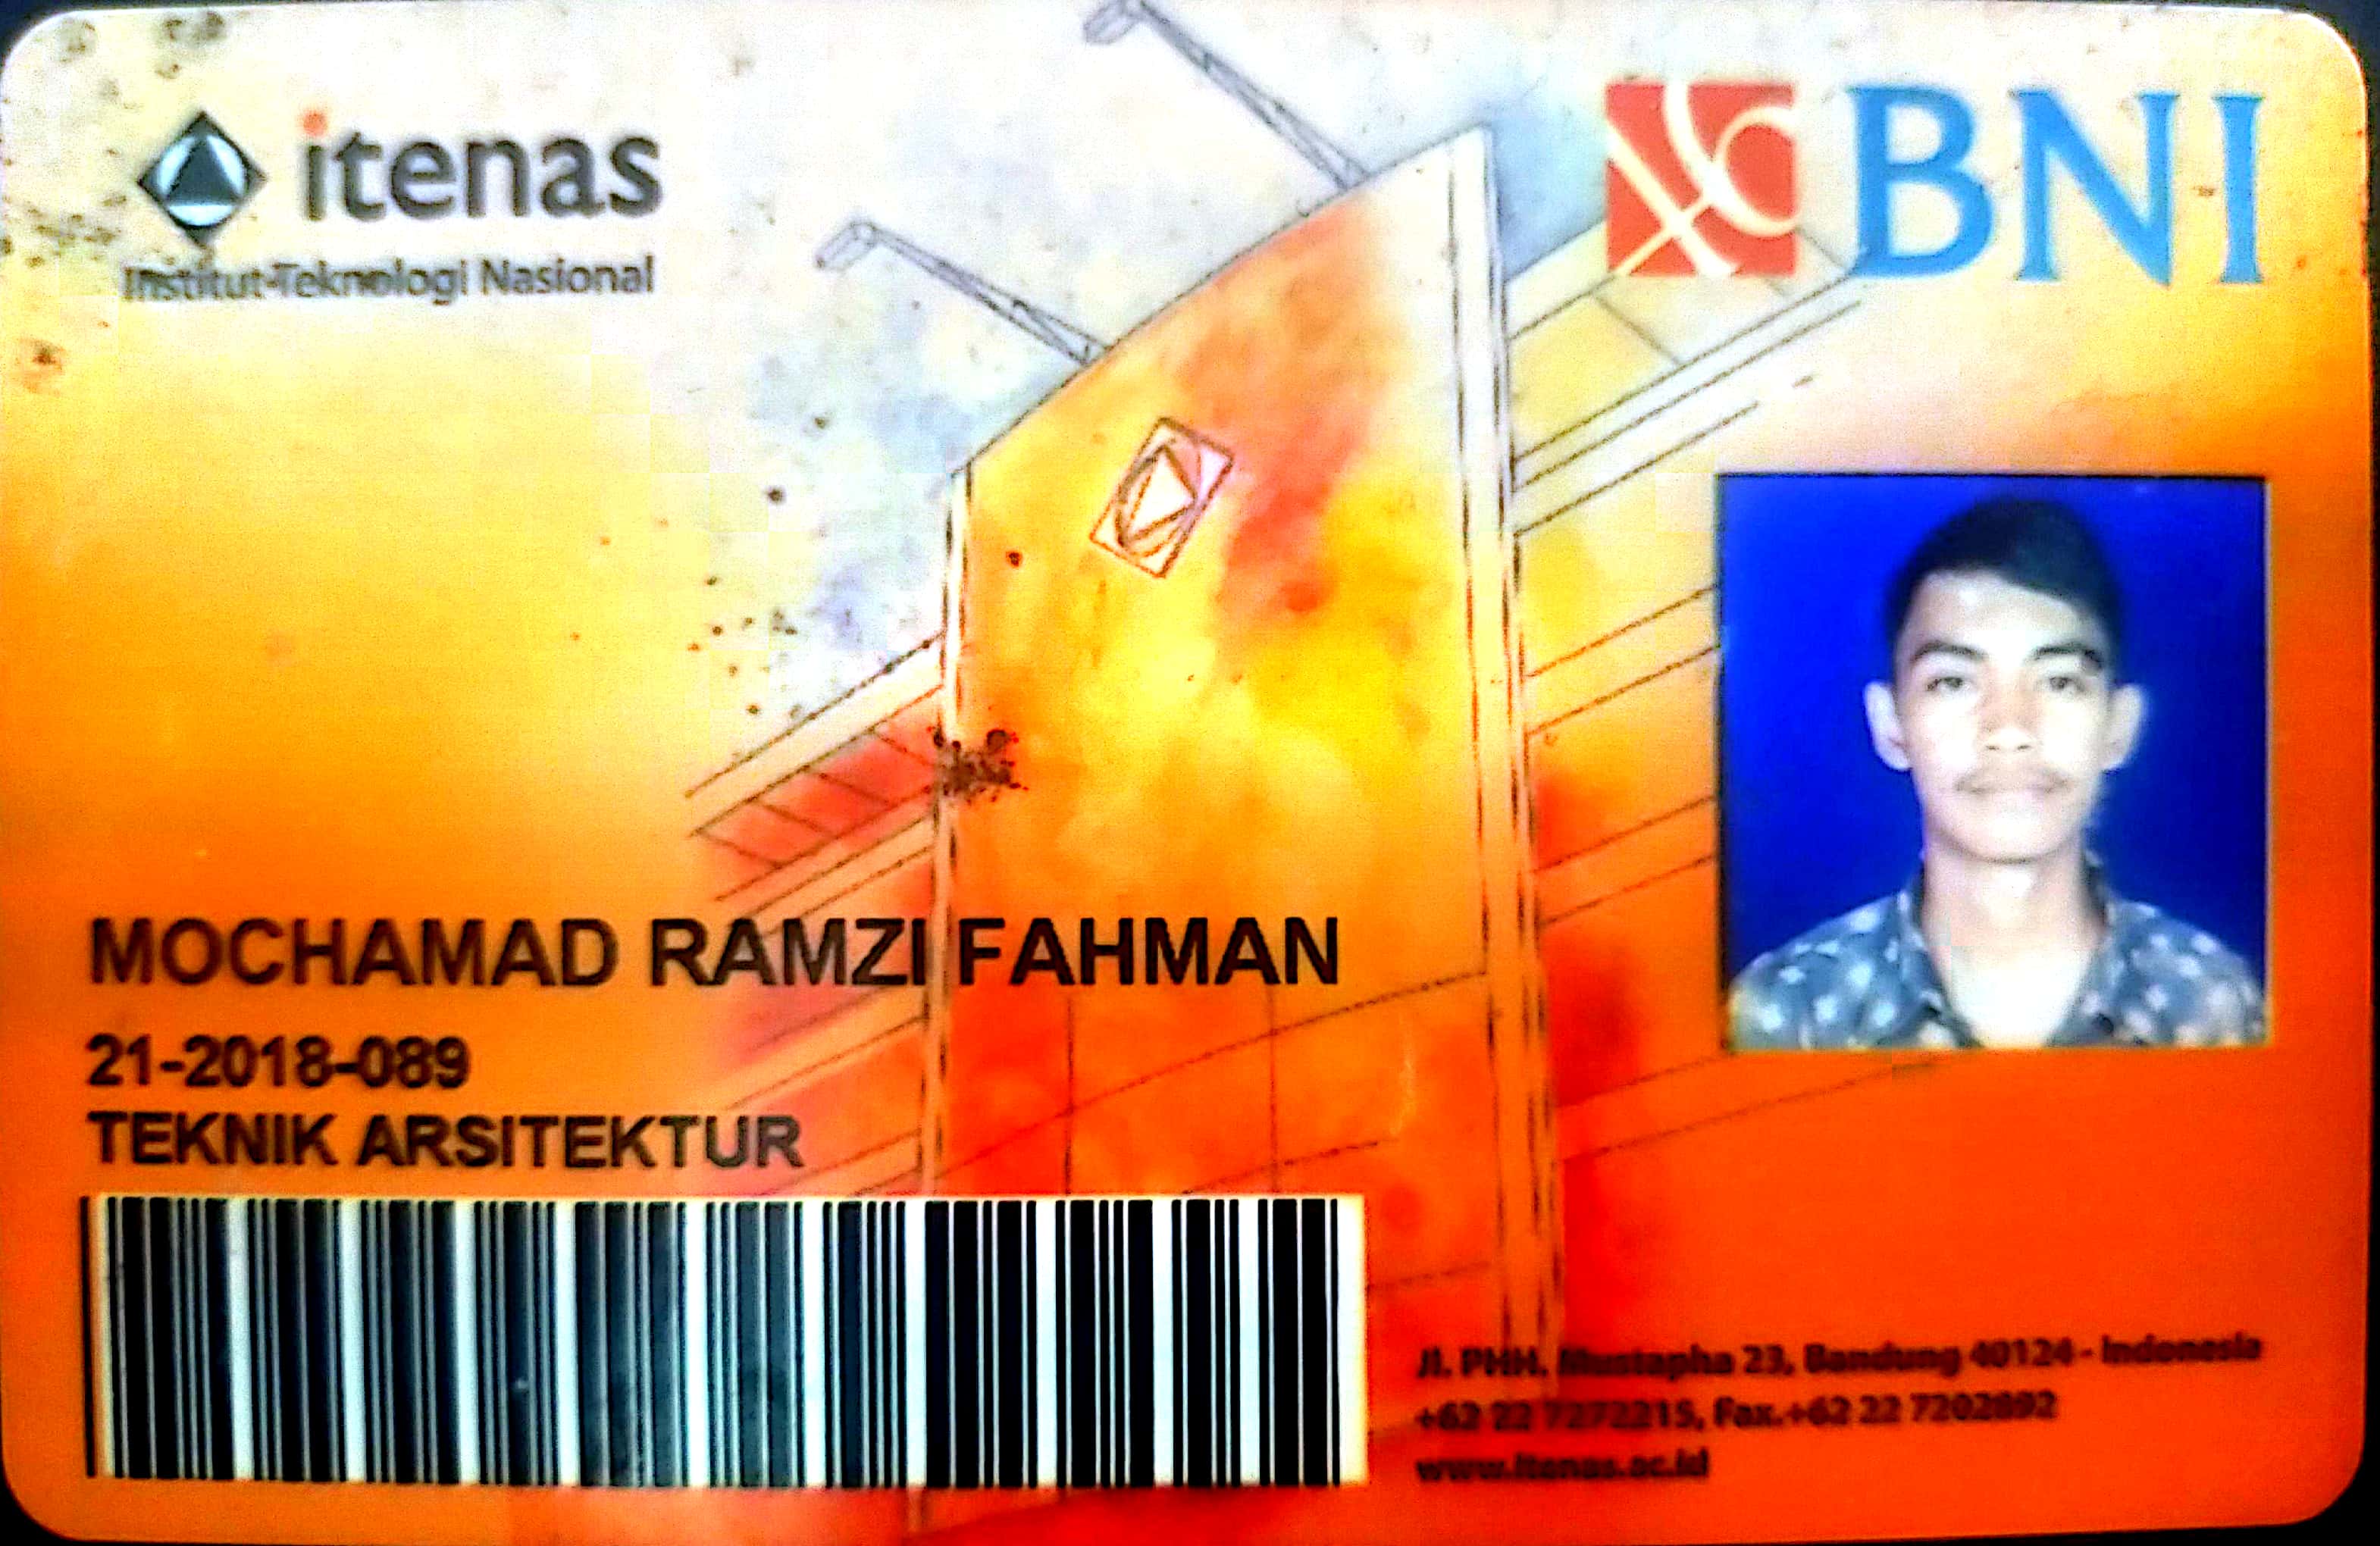 itenas
Institut Teknologi Nasional
BNI
MOCHAMAD RAMZI FAHMAN
21-2018-089
TEKNIK ARSITEKTUR
Jl. PHH. Mustapha 23, Bandung 40124 - Indonesia
+62 22 7272215, Fax.+62 22 7202892
www.itenas.ac.id